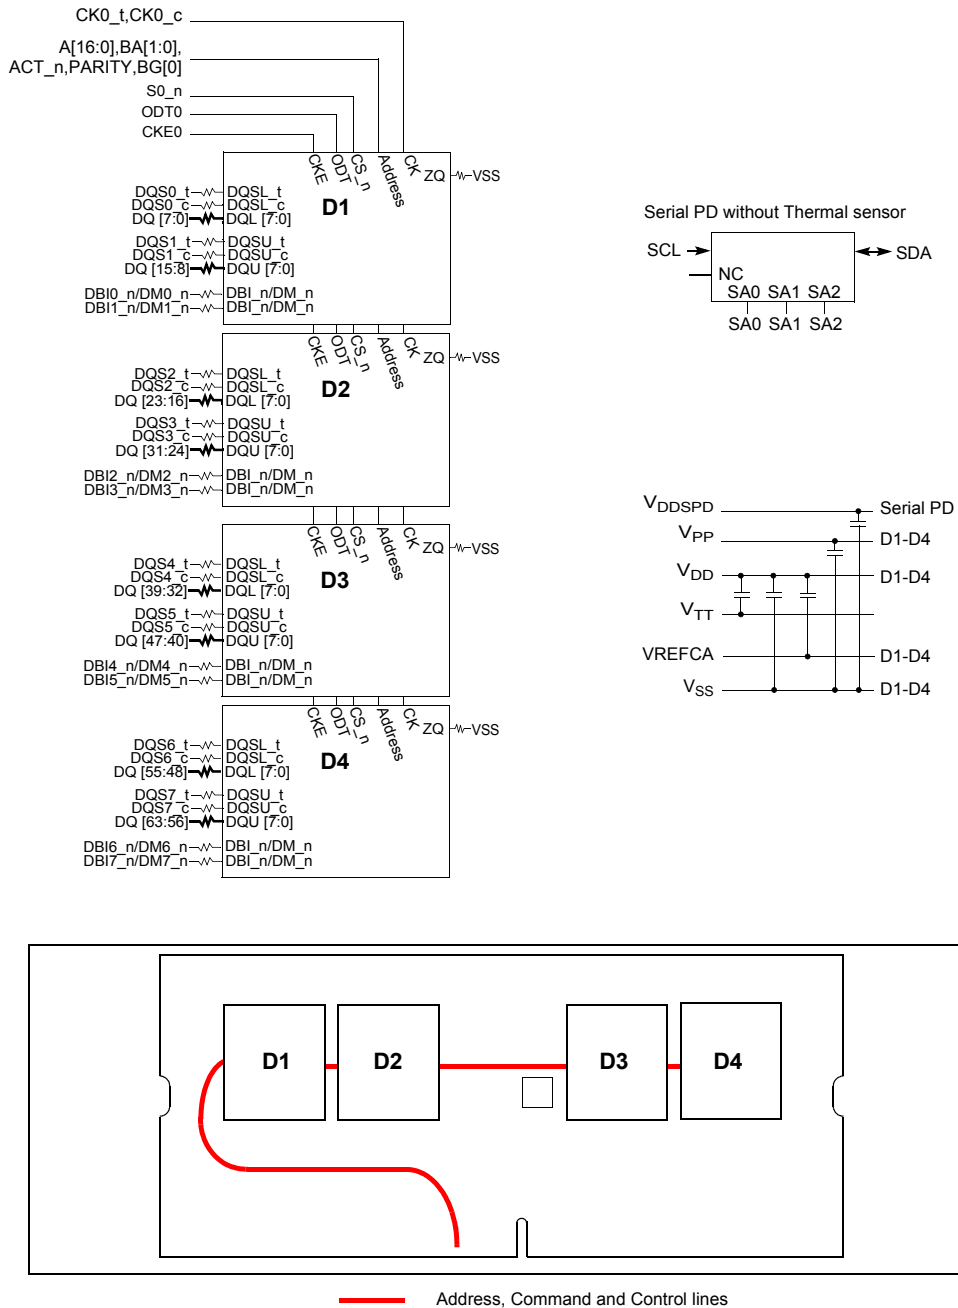 CK0_t,CK0_c
A[16:0],BA[1:0],
ACT_n,PARITY,BG[0]
S0_n
ODT0
CKE0
CKE ODT CS_n Address CK
ZQ VSS
D1
DQS0_t DQSL_t
DQS0_c DQSL_c
DQ [7:0] DQL [7:0]
DQS1_t DQSU_t
DQS1_c DQSU_c
DQ [15:8] DQU [7:0]
DBI0_n/DM0_n DBI_n/DM_n
DBI1_n/DM1_n DBI_n/DM_n
CKE ODT CS_n Address CK
ZQ VSS
D2
DQS2_t DQSL_t
DQS2_c DQSL_c
DQ [23:16] DQL [7:0]
DQS3_t DQSU_t
DQS3_c DQSU_c
DQ [31:24] DQU [7:0]
DBI2_n/DM2_n DBI_n/DM_n
DBI3_n/DM3_n DBI_n/DM_n
CKE ODT CS_n Address CK
ZQ VSS
D3
DQS4_t DQSL_t
DQS4_c DQSL_c
DQ [39:32] DQL [7:0]
DQS5_t DQSU_t
DQS5_c DQSU_c
DQ [47:40] DQU [7:0]
DBI4_n/DM4_n DBI_n/DM_n
DBI5_n/DM5_n DBI_n/DM_n
CKE ODT CS_n Address CK
ZQ VSS
D4
DQS6_t DQSL_t
DQS6_c DQSL_c
DQ [55:48] DQL [7:0]
DQS7_t DQSU_t
DQS7_c DQSU_c
DQ [63:56] DQU [7:0]
DBI6_n/DM6_n DBI_n/DM_n
DBI7_n/DM7_n DBI_n/DM_n
Serial PD without Thermal sensor
SCL SDA
NC
SA0 SA1 SA2
SA0 SA1 SA2
VDDSPD Serial PD
VPP D1-D4
VDD D1-D4
VTT
VREFCA D1-D4
VSS D1-D4
D1 D2 D3 D4
Address, Command and Control lines